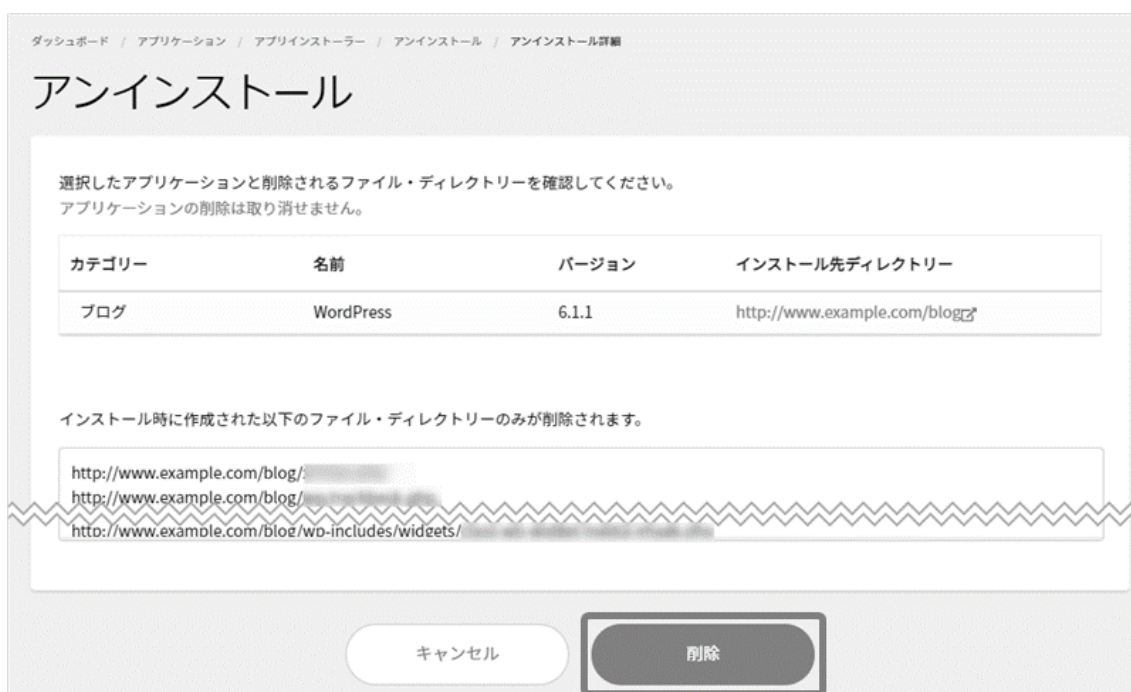 ダッシュボード / アプリケーション / アプリインストーラー / アンインストール / アンインストール詳細
アンインストール
選択したアプリケーションと削除されるファイル・ディレクトリーを確認してください。
アプリケーションの削除は取り消せません。
カテゴリー 名前 バージョン インストール先ディレクトリー
ブログ WordPress 6.1.1 http://www.example.com/blog
インストール時に作成された以下のファイル・ディレクトリーのみが削除されます。
http://www.example.com/blog/
http://www.example.com/blog/
http://www.example.com/blog/wp-includes/widgets/
キャンセル 削除